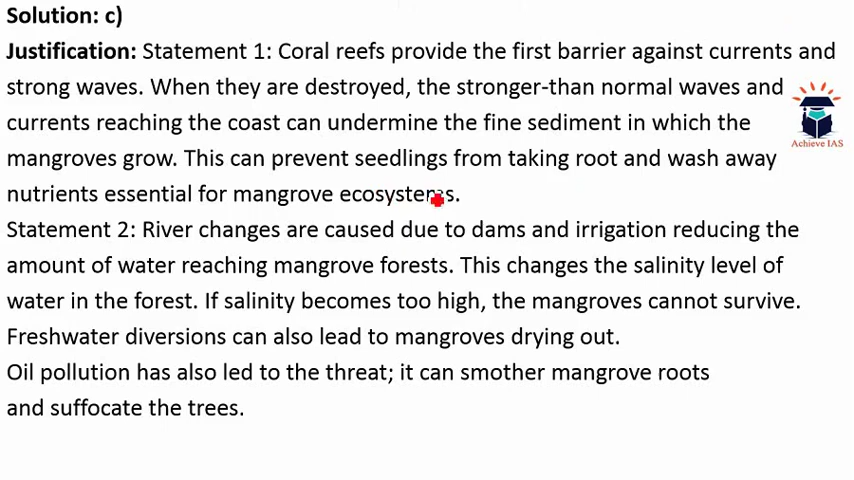 Solution: c)
Justification: Statement 1: Coral reefs provide the first barrier against currents and
strong waves. When they are destroyed, the stronger-than normal waves and
currents reaching the coast can undermine the fine sediment in which the
mangroves grow. This can prevent seedlings from taking root and wash away
nutrients essential for mangrove ecosystems.
Achieve IAS
Statement 2: River changes are caused due to dams and irrigation reducing the
amount of water reaching mangrove forests. This changes the salinity level of
water in the forest. If salinity becomes too high, the mangroves cannot survive.
Freshwater diversions can also lead to mangroves drying out.
Oil pollution has also led to the threat; it can smother mangrove roots
and suffocate the trees.